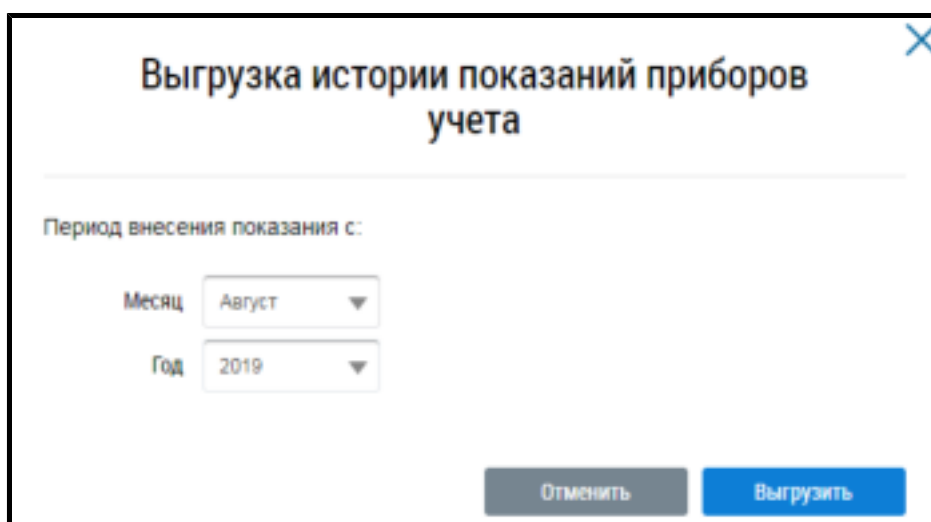 Выгрузка истории показаний приборов
учета
Период внесения показания с:
Месяц Август
Год 2019
Отменить Выгрузить